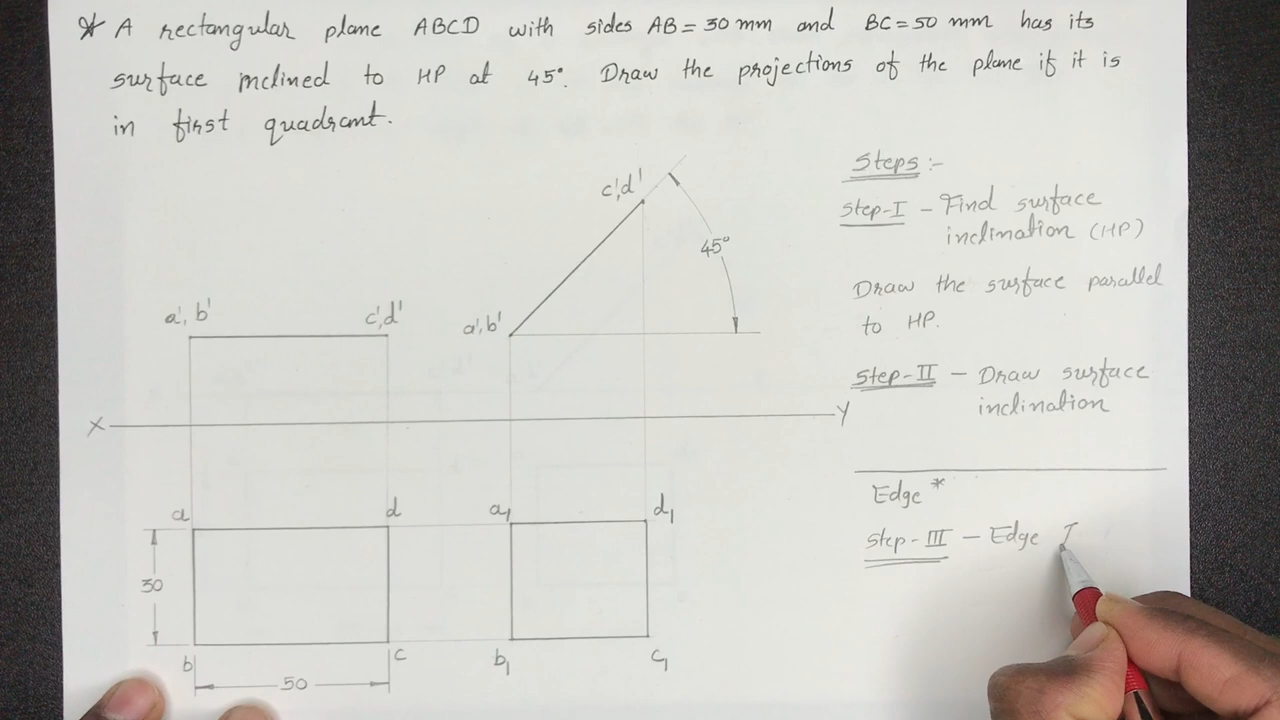 * A rectangular plane ABCD with sides AB = 30 mm and BC = 50 mm has its
surface inclined to HP at 45°. Draw the projections of the plane if it is
in first quadrant.
Steps :-
Step-I - Find surface
inclination (HP)
Draw the surface parallel
to HP.
Step-II - Draw surface
inclination
Edge *
Step-III - Edge I
c',d'
45°
a', b'
c',d'
a',b'
X
Y
a
d
a₁
d₁
30
b
c
b₁
c₁
50